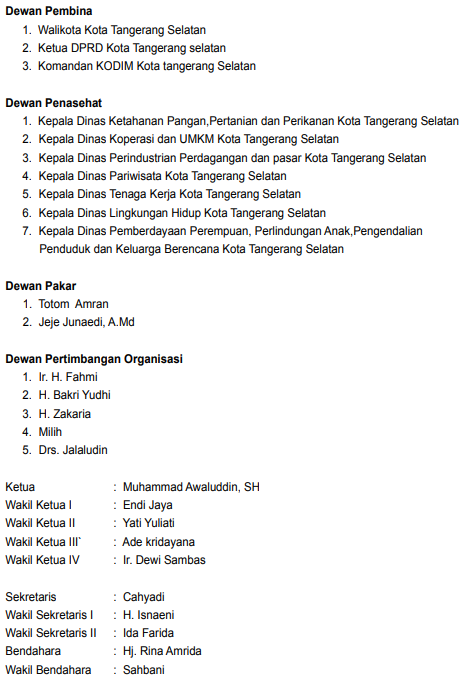 Dewan Pembina
1. Walikota Kota Tangerang Selatan
2. Ketua DPRD Kota Tangerang selatan
3. Komandan KODIM Kota tangerang Selatan
Dewan Penasehat
1. Kepala Dinas Ketahanan Pangan,Pertanian dan Perikanan Kota Tangerang Selatan
2. Kepala Dinas Koperasi dan UMKM Kota Tangerang Selatan
3. Kepala Dinas Perindustrian Perdagangan dan pasar Kota Tangerang Selatan
4. Kepala Dinas Pariwisata Kota Tangerang Selatan
5. Kepala Dinas Tenaga Kerja Kota Tangerang Selatan
6. Kepala Dinas Lingkungan Hidup Kota Tangerang Selatan
7. Kepala Dinas Pemberdayaan Perempuan, Perlindungan Anak,Pengendalian
Penduduk dan Keluarga Berencana Kota Tangerang Selatan
Dewan Pakar
1. Totom Amran
2. Jeje Junaedi, A.Md
Dewan Pertimbangan Organisasi
1. Ir. H. Fahmi
2. H. Bakri Yudhi
3. H. Zakaria
4. Milih
5. Drs. Jalaludin
Ketua : Muhammad Awaluddin, SH
Wakil Ketua I : Endi Jaya
Wakil Ketua II : Yati Yuliati
Wakil Ketua III` : Ade kridayana
Wakil Ketua IV : Ir. Dewi Sambas
Sekretaris : Cahyadi
Wakil Sekretaris I : H. Isnaeni
Wakil Sekretaris II : Ida Farida
Bendahara : Hj. Rina Amrida
Wakil Bendahara : Sahbani